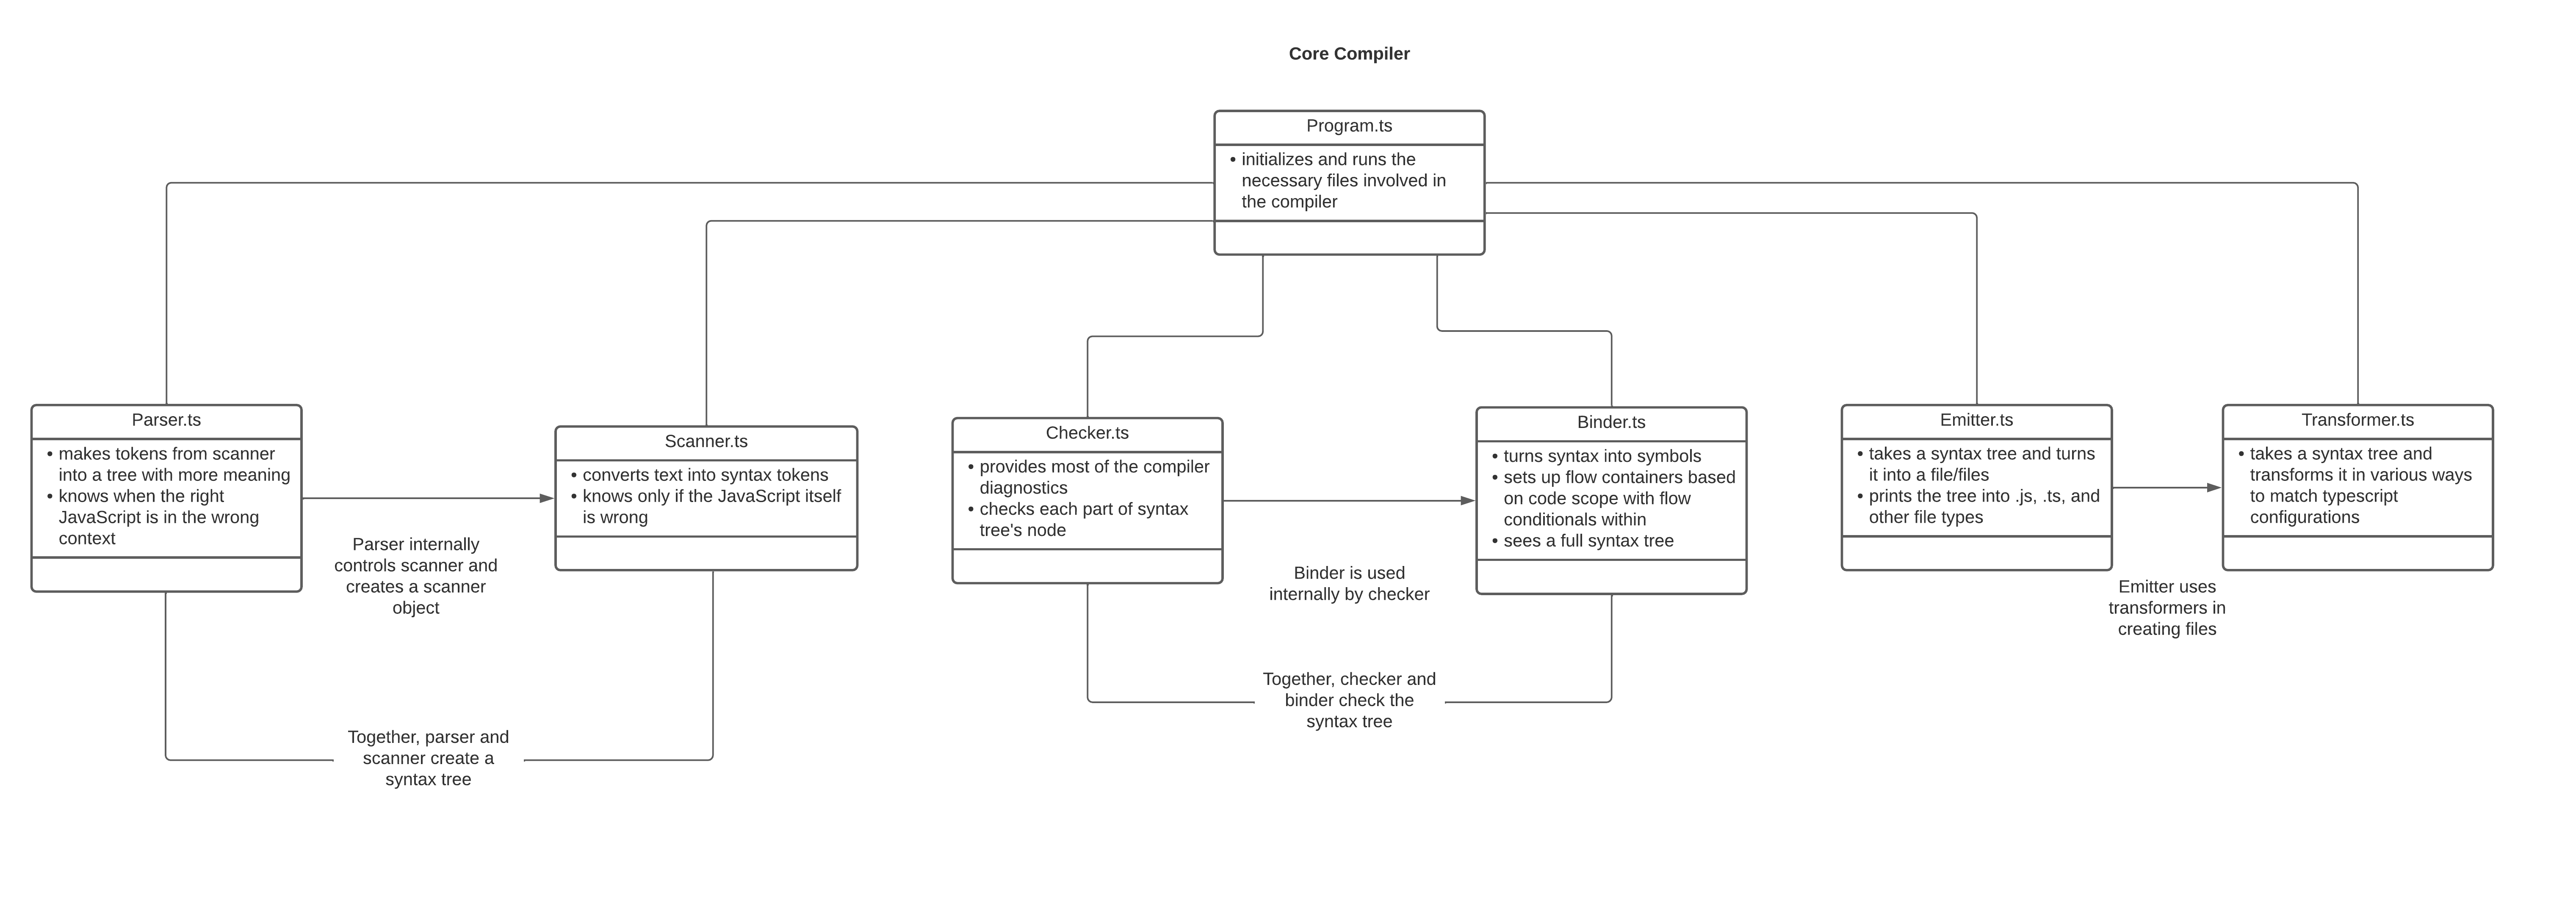 Core Compiler
Program.ts
• initializes and runs the
necessary files involved in
the compiler
Parser.ts
• makes tokens from scanner
into a tree with more meaning
• knows when the right
JavaScript is in the wrong
context
Parser internally
controls scanner and
creates a scanner
object
Scanner.ts
• converts text into syntax tokens
• knows only if the JavaScript itself
is wrong
Together, parser and
scanner create a
syntax tree
Checker.ts
• provides most of the compiler
diagnostics
• checks each part of syntax
tree's node
Binder is used
internally by checker
Binder.ts
• turns syntax into symbols
• sets up flow containers based
on code scope with flow
conditionals within
• sees a full syntax tree
Together, checker and
binder check the
syntax tree
Emitter.ts
• takes a syntax tree and turns
it into a file/files
• prints the tree into .js, .ts, and
other file types
Emitter uses
transformers in
creating files
Transformer.ts
• takes a syntax tree and
transforms it in various ways
to match typescript
configurations